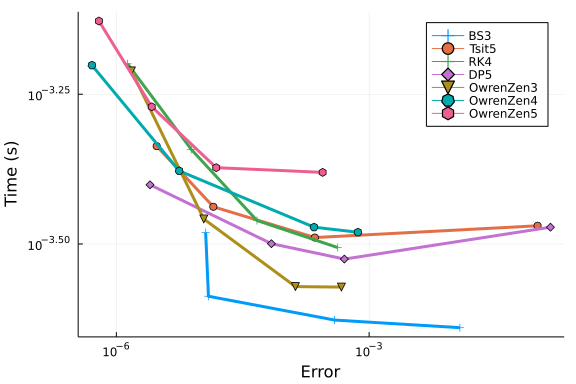 BS3
Tsit5
RK4
DP5
OwrenZen3
OwrenZen4
OwrenZen5
Time (s)
10^-3.25
10^-3.50
10^-6
10^-3
Error